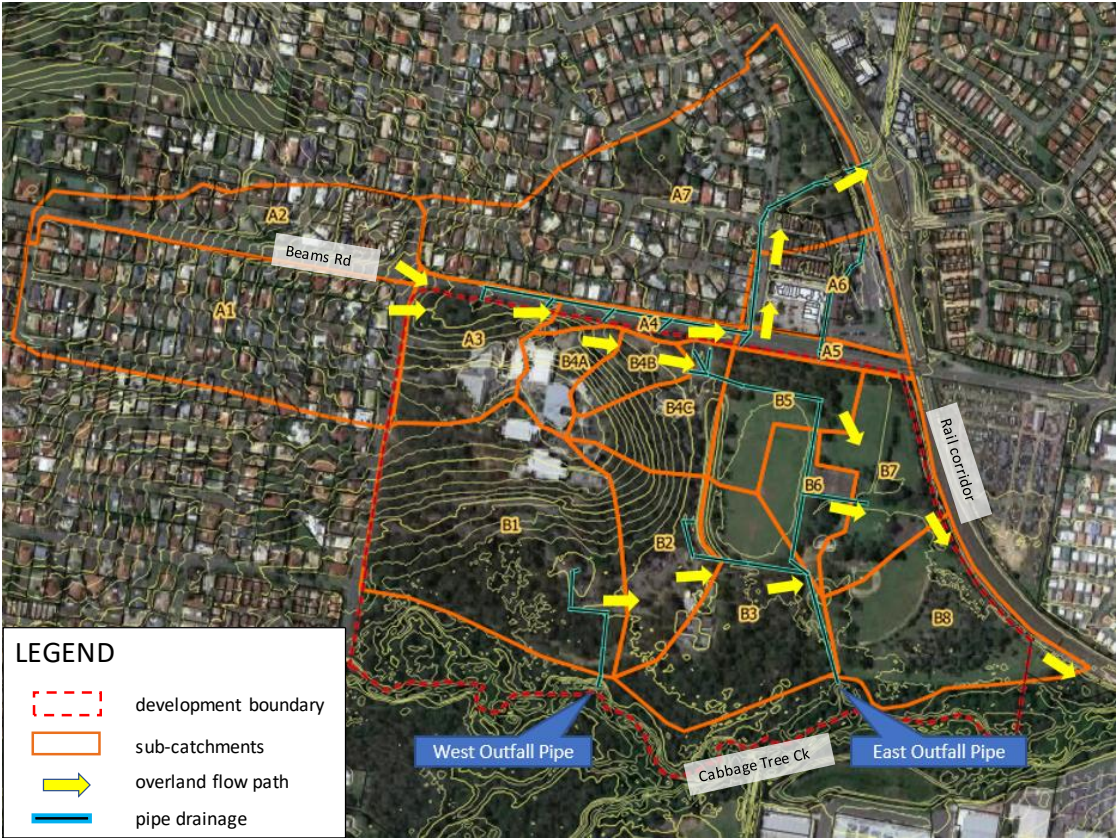 A7
A2
Beams Rd
A1
A6
A4
A3
A5
B4A
B4B
B4C
B5
Rail corridor
B7
B6
B1
B2
B3
B8
LEGEND
development boundary
sub-catchments
overland flow path
pipe drainage
West Outfall Pipe
East Outfall Pipe
Cabbage Tree Ck